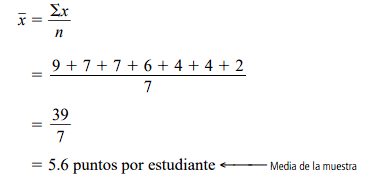 x̄ = Σx / n
= 9 + 7 + 7 + 6 + 4 + 4 + 2 / 7
= 39 / 7
= 5.6 puntos por estudiante ← Media de la muestra